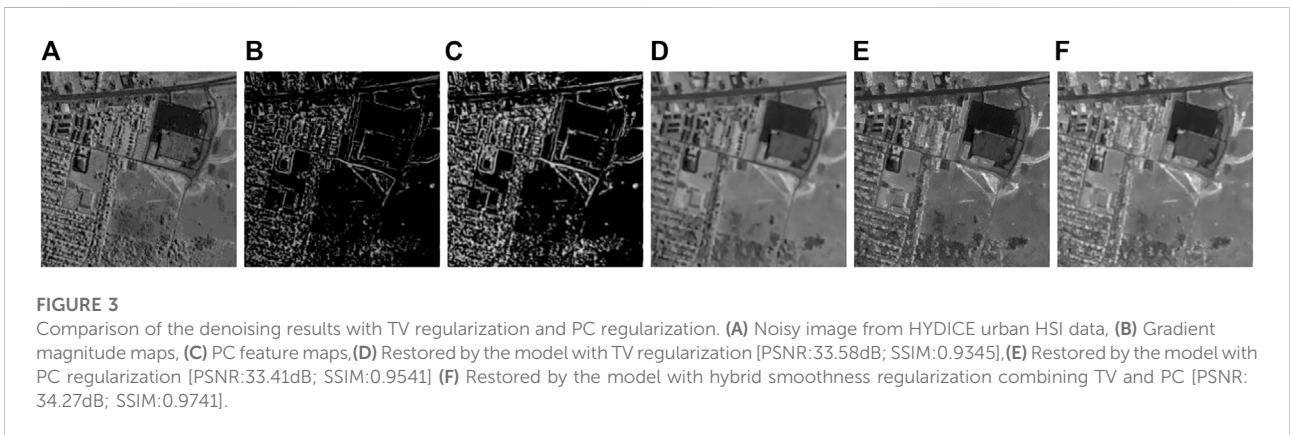 A B C D E F
FIGURE 3
Comparison of the denoising results with TV regularization and PC regularization. (A) Noisy image from HYDICE urban HSI data, (B) Gradient
magnitude maps, (C) PC feature maps,(D) Restored by the model with TV regularization [PSNR:33.58dB; SSIM:0.9345],(E) Restored by the model with
PC regularization [PSNR:33.41dB; SSIM:0.9541] (F) Restored by the model with hybrid smoothness regularization combining TV and PC [PSNR:
34.27dB; SSIM:0.9741].